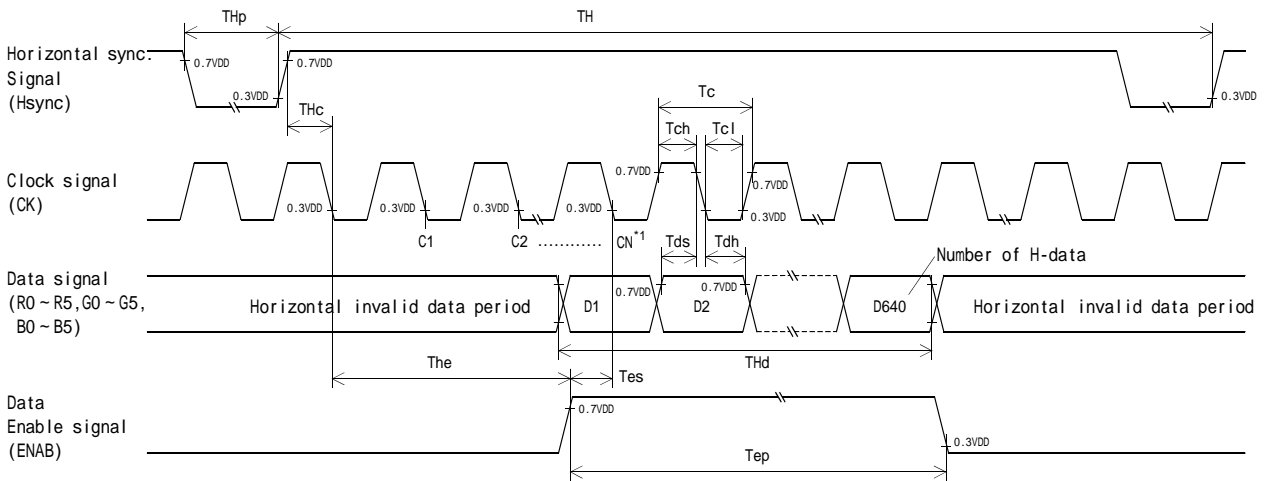 THp
TH
Horizontal sync.
Signal
(Hsync)
0.7VDD
0.7VDD
0.3VDD
0.3VDD
THc
Tc
Tch
Tcl
Clock signal
(CK)
0.7VDD
0.7VDD
0.3VDD
0.3VDD
0.3VDD
0.3VDD
0.3VDD
C1
C2 ............ CN*1
Tds
Tdh
Number of H-data
Data signal
(R0~R5,G0~G5,
B0~B5)
0.7VDD
0.7VDD
Horizontal invalid data period
D1
D2
D640
Horizontal invalid data period
The
THd
Tes
Data
Enable signal
(ENAB)
0.7VDD
0.3VDD
Tep